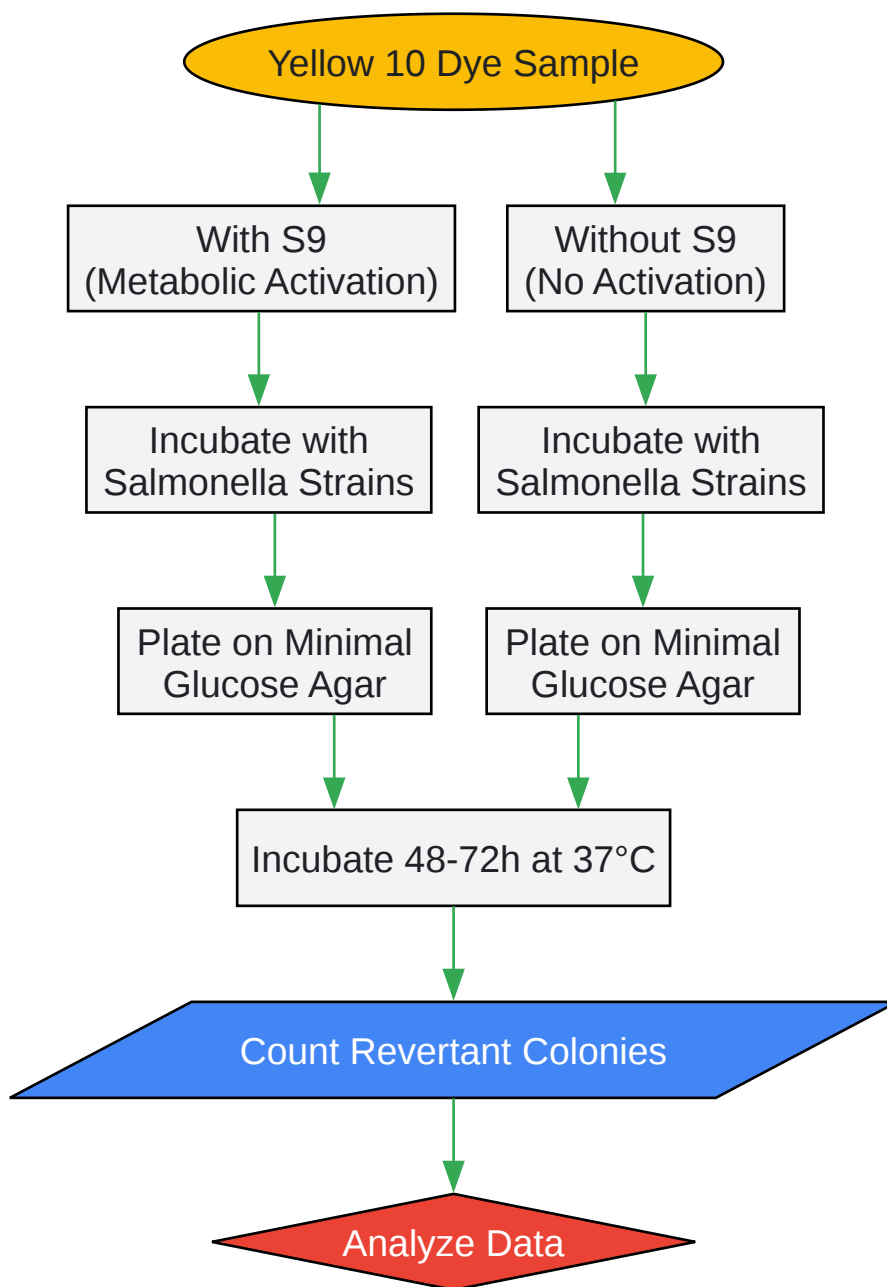 Yellow 10 Dye Sample
With S9
(Metabolic Activation)
Without S9
(No Activation)
Incubate with
Salmonella Strains
Incubate with
Salmonella Strains
Plate on Minimal
Glucose Agar
Plate on Minimal
Glucose Agar
Incubate 48-72h at 37°C
Count Revertant Colonies
Analyze Data